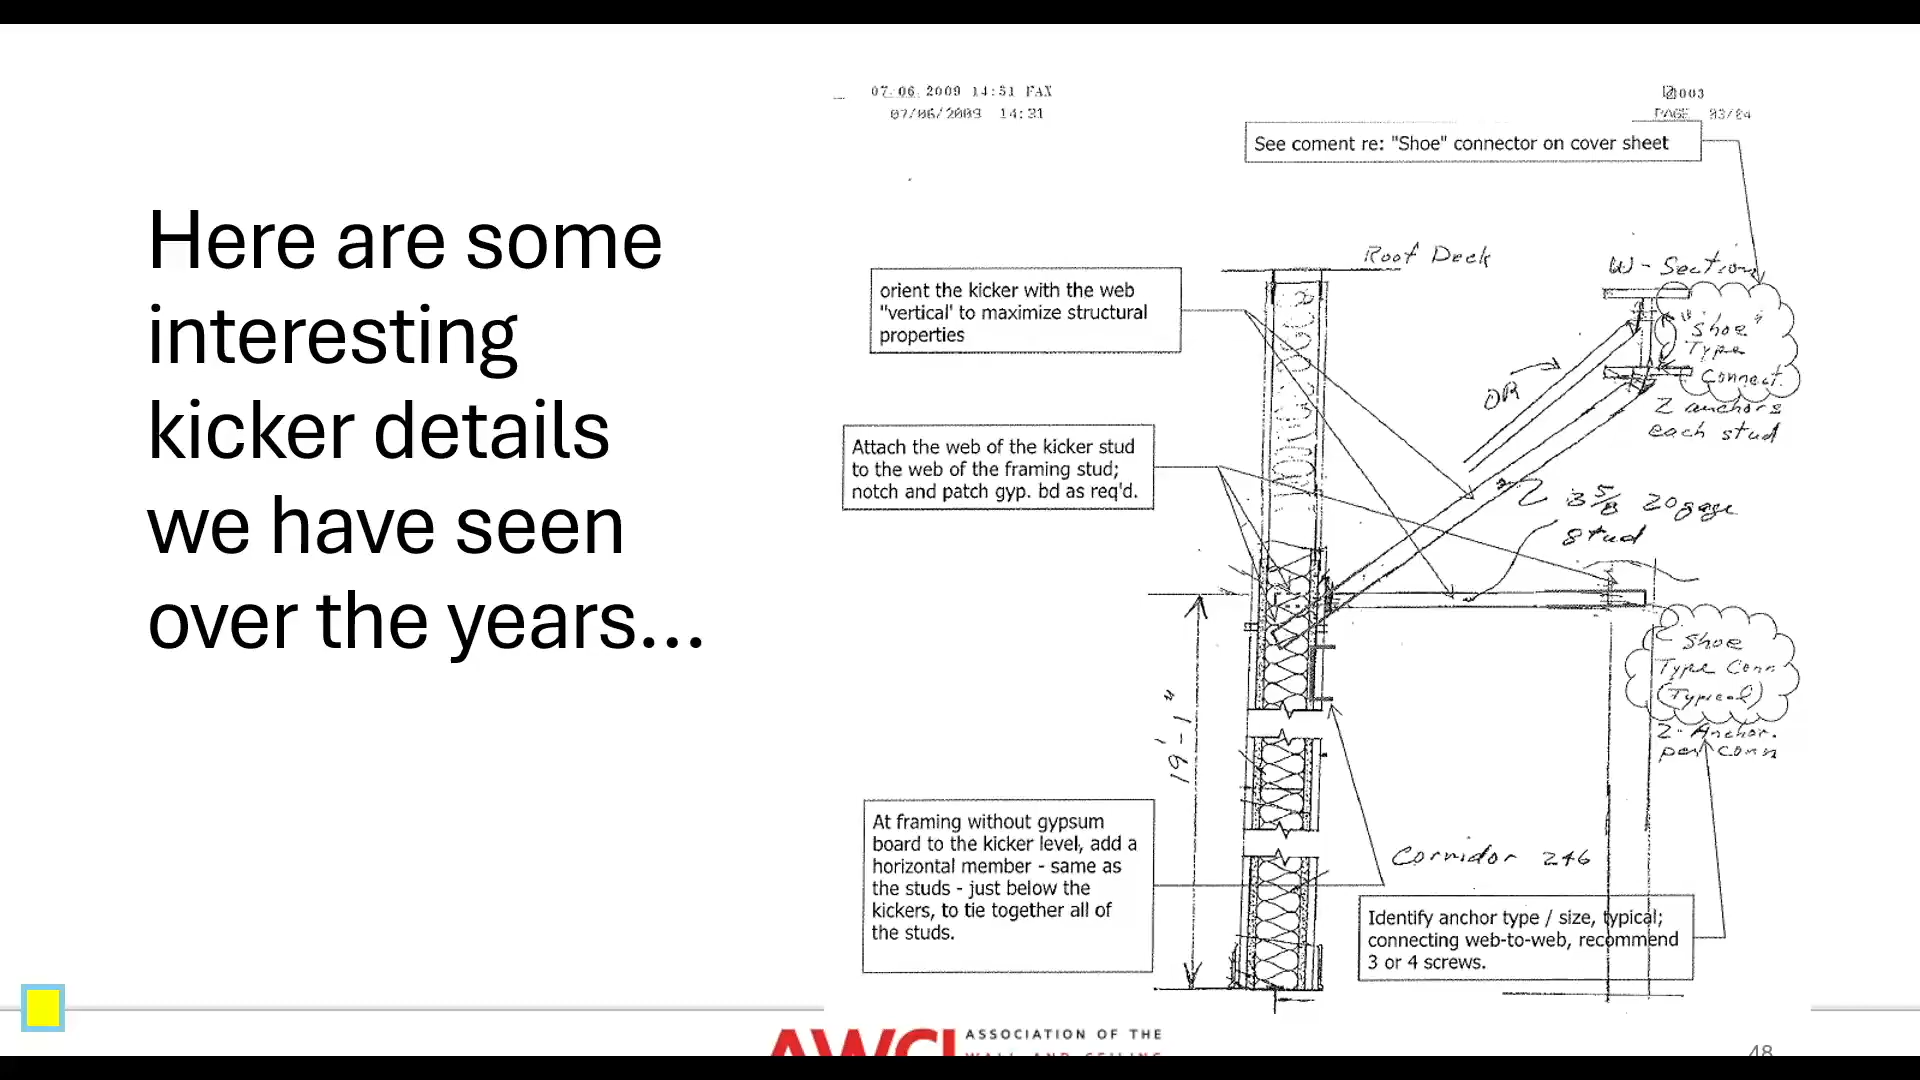 Here are some
interesting
kicker details
we have seen
over the years...
07/06/2009 14:51 FAX
003
07/06/2009 14:31
PAGE 03/04
See coment re: "Shoe" connector on cover sheet
Roof Deck
W-Section
orient the kicker with the web
"vertical' to maximize structural
properties
"Shoe"
Type
Connect.
OR
2 anchors
each stud
Attach the web of the kicker stud
to the web of the framing stud;
notch and patch gyp. bd as req'd.
3 5/8 20 gage
stud
Shoe
Type Conn
(Typical)
2-Anchor.
per conn
19'-1"
At framing without gypsum
board to the kicker level, add a
horizontal member - same as
the studs - just below the
kickers, to tie together all of
the studs.
Corridor 246
Identify anchor type / size, typical;
connecting web-to-web, recommend
3 or 4 screws.
AWCI
ASSOCIATION OF THE
WALL AND CEILING
48